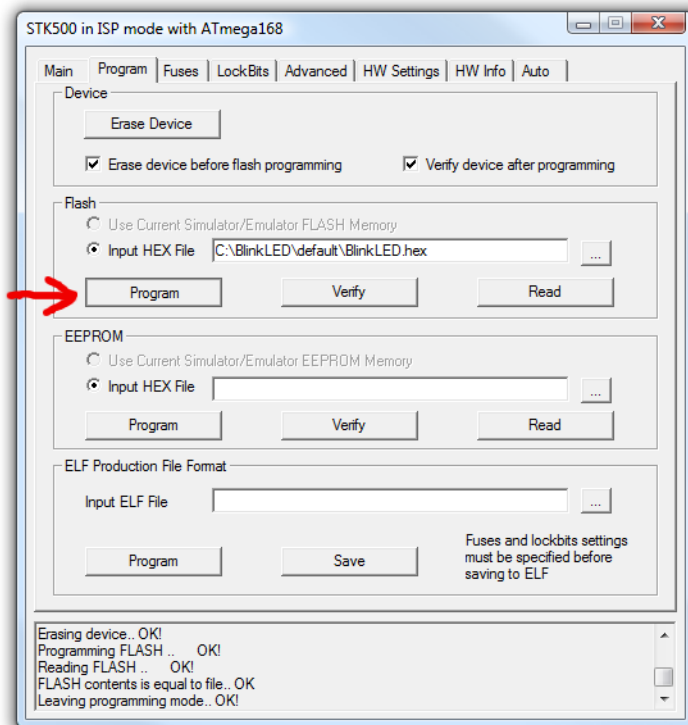 STK500 in ISP mode with ATmega168
Main Program Fuses LockBits Advanced HW Settings HW Info Auto
Device
Erase Device
Erase device before flash programming Verify device after programming
Flash
Use Current Simulator/Emulator FLASH Memory
Input HEX File C:\BlinkLED\default\BlinkLED.hex ...
Program Verify Read
EEPROM
Use Current Simulator/Emulator EEPROM Memory
Input HEX File ...
Program Verify Read
ELF Production File Format
Input ELF File ...
Fuses and lockbits settings
must be specified before
saving to ELF
Program Save
Erasing device.. OK!
Programming FLASH .. OK!
Reading FLASH .. OK!
FLASH contents is equal to file.. OK
Leaving programming mode.. OK!